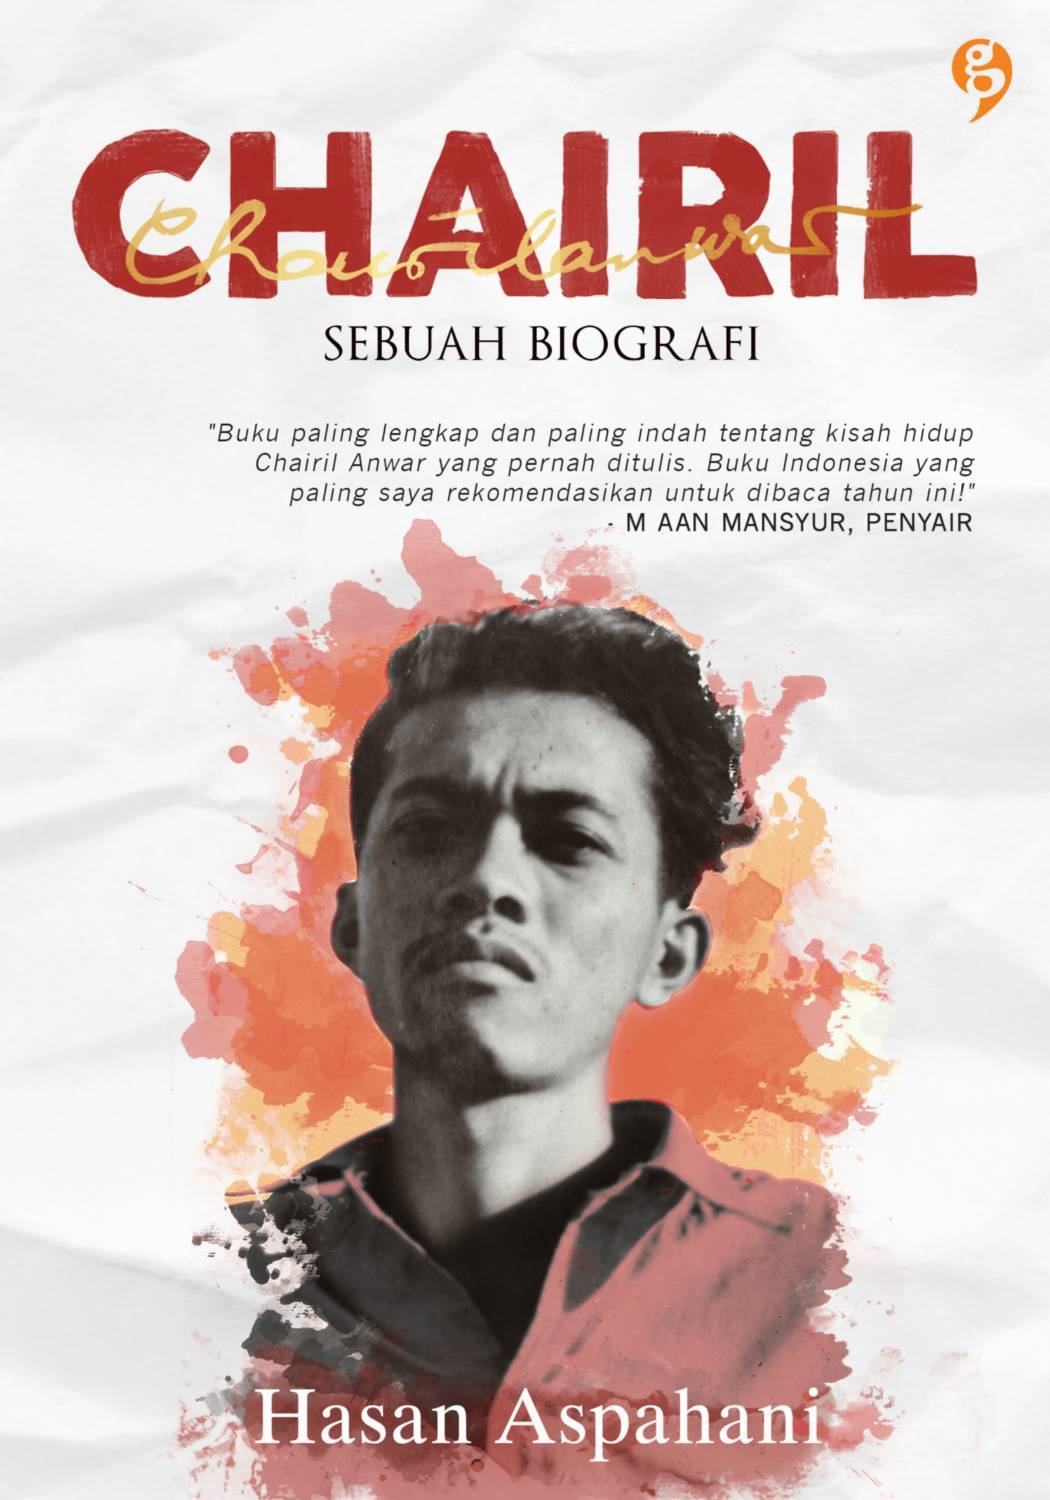 CHAIRIL
Chairilanwar
SEBUAH BIOGRAFI
"Buku paling lengkap dan paling indah tentang kisah hidup
Chairil Anwar yang pernah ditulis. Buku Indonesia yang
paling saya rekomendasikan untuk dibaca tahun ini!"
- M AAN MANSYUR, PENYAIR
Hasan Aspahani